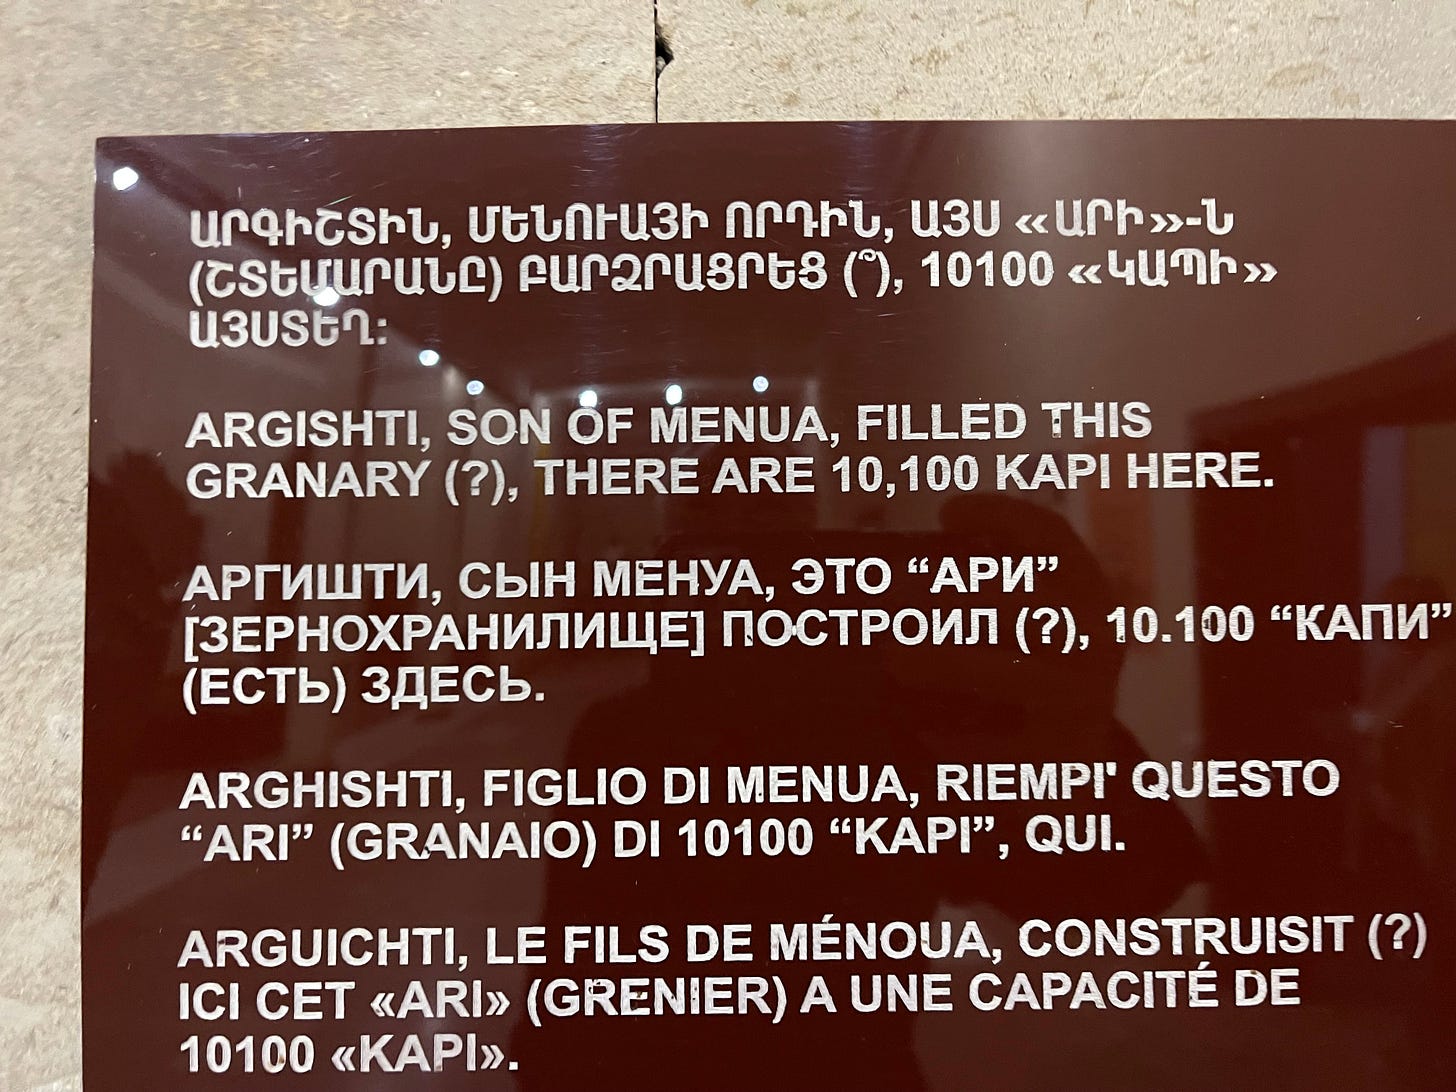 ԱՐԳԻՇՏԻՆ, ՄԵՆՈՒԱՅԻ ՈՐԴԻՆ, ԱՅՍ «ԱՐԻ»-Ն
(ՇՏԵՄԱՐԱՆԸ) ԲԱՐՁՐԱՑՐԵՑ (՞), 10100 «ԿԱՊԻ»
ԱՅՍՏԵՂ:
ARGISHTI, SON OF MENUA, FILLED THIS
GRANARY (?), THERE ARE 10,100 KAPI HERE.
АРГИШТИ, СЫН МЕНУА, ЭТО “АРИ”
[ЗЕРНОХРАНИЛИЩЕ] ПОСТРОИЛ (?), 10.100 “КАПИ”
(ЕСТЬ) ЗДЕСЬ.
ARGHISHTI, FIGLIO DI MENUA, RIEMPI' QUESTO
“ARI” (GRANAIO) DI 10100 “KAPI”, QUI.
ARGUICHTI, LE FILS DE MÉNOUA, CONSTRUISIT (?)
ICI CET «ARI» (GRENIER) A UNE CAPACITÉ DE
10100 «KAPI».